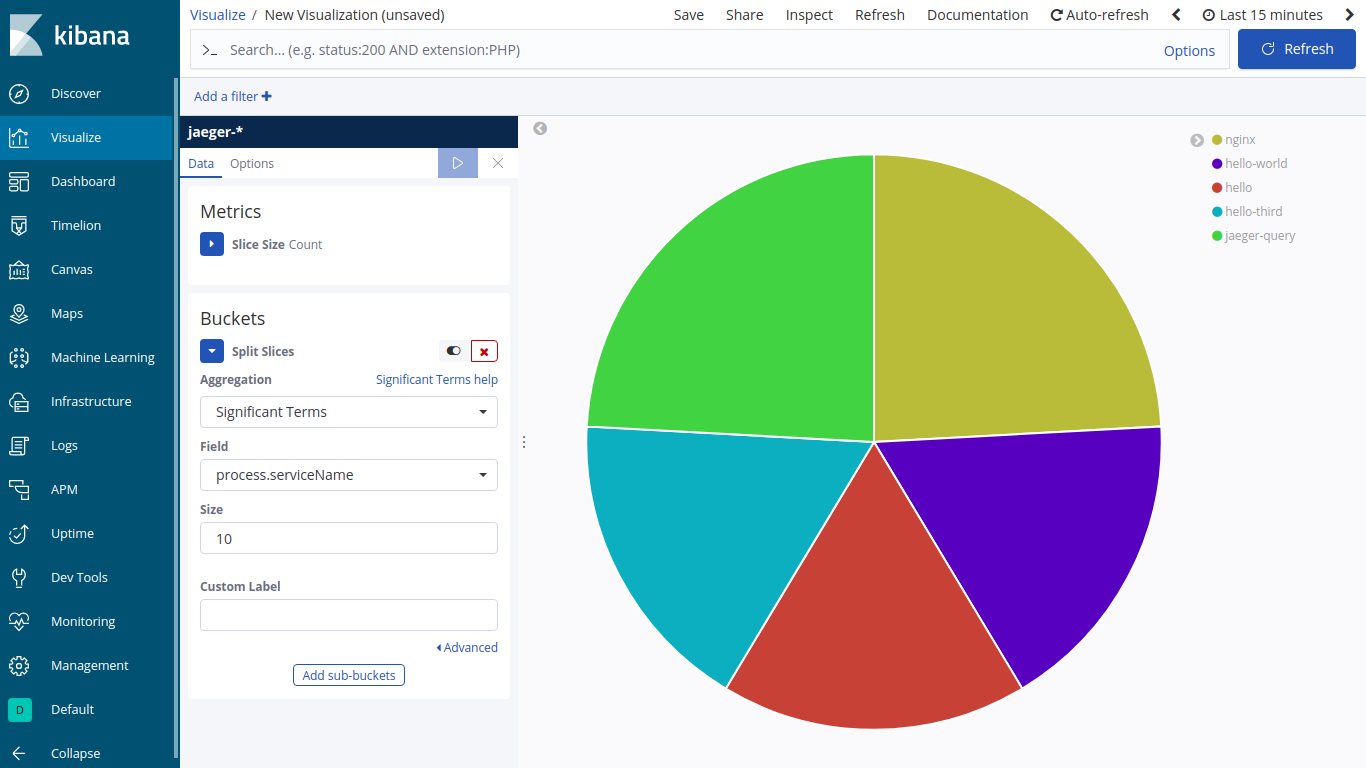 kibana
Discover
Visualize
Dashboard
Timelion
Canvas
Maps
Machine Learning
Infrastructure
Logs
APM
Uptime
Dev Tools
Monitoring
Management
D Default
Collapse
Visualize / New Visualization (unsaved)
Save Share Inspect Refresh Documentation Auto-refresh Last 15 minutes
>_ Search... (e.g. status:200 AND extension:PHP) Options Refresh
Add a filter +
jaeger-*
Data Options
Metrics
Slice Size Count
Buckets
Split Slices
Aggregation Significant Terms help
Significant Terms
Field
process.serviceName
Size
10
Custom Label
Advanced
Add sub-buckets
nginx
hello-world
hello
hello-third
jaeger-query